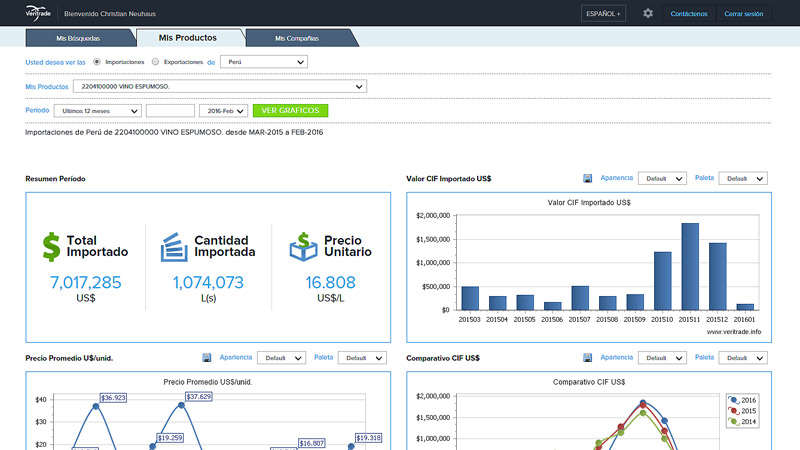 Veritrade
Bienvenido Christian Neuhaus
ESPAÑOL +
Contáctenos
Cerrar sesión
Mis Búsquedas
Mis Productos
Mis Compañías
Usted desea ver las Importaciones Exportaciones de Perú
Mis Productos 2204100000 VINO ESPUMOSO.
Período Ultimos 12 meses 2016-Feb VER GRAFICOS
Importaciones de Perú de 2204100000 VINO ESPUMOSO. desde MAR-2015 a FEB-2016
Resumen Período
Total Importado
7,017,285
US$
Cantidad Importada
1,074,073
L(s)
Precio Unitario
16.808
US$/L
Valor CIF Importado US$
Apariencia Default Paleta Default
Valor CIF Importado US$
$2,000,000
$1,500,000
$1,000,000
$500,000
$0
201503 201504 201505 201506 201507 201508 201509 201510 201511 201512 201601
www.veritrade.info
Precio Promedio U$/unid.
Apariencia Default Paleta Default
Precio Promedio US$/unid.
$40
$30
$20
$36.923
$37.629
$19.259
$16.807
$19.318
Comparativo CIF US$
Apariencia Default Paleta Default
Comparativo CIF US$
$2,000,000
$1,500,000
$1,000,000
2016
2015
2014